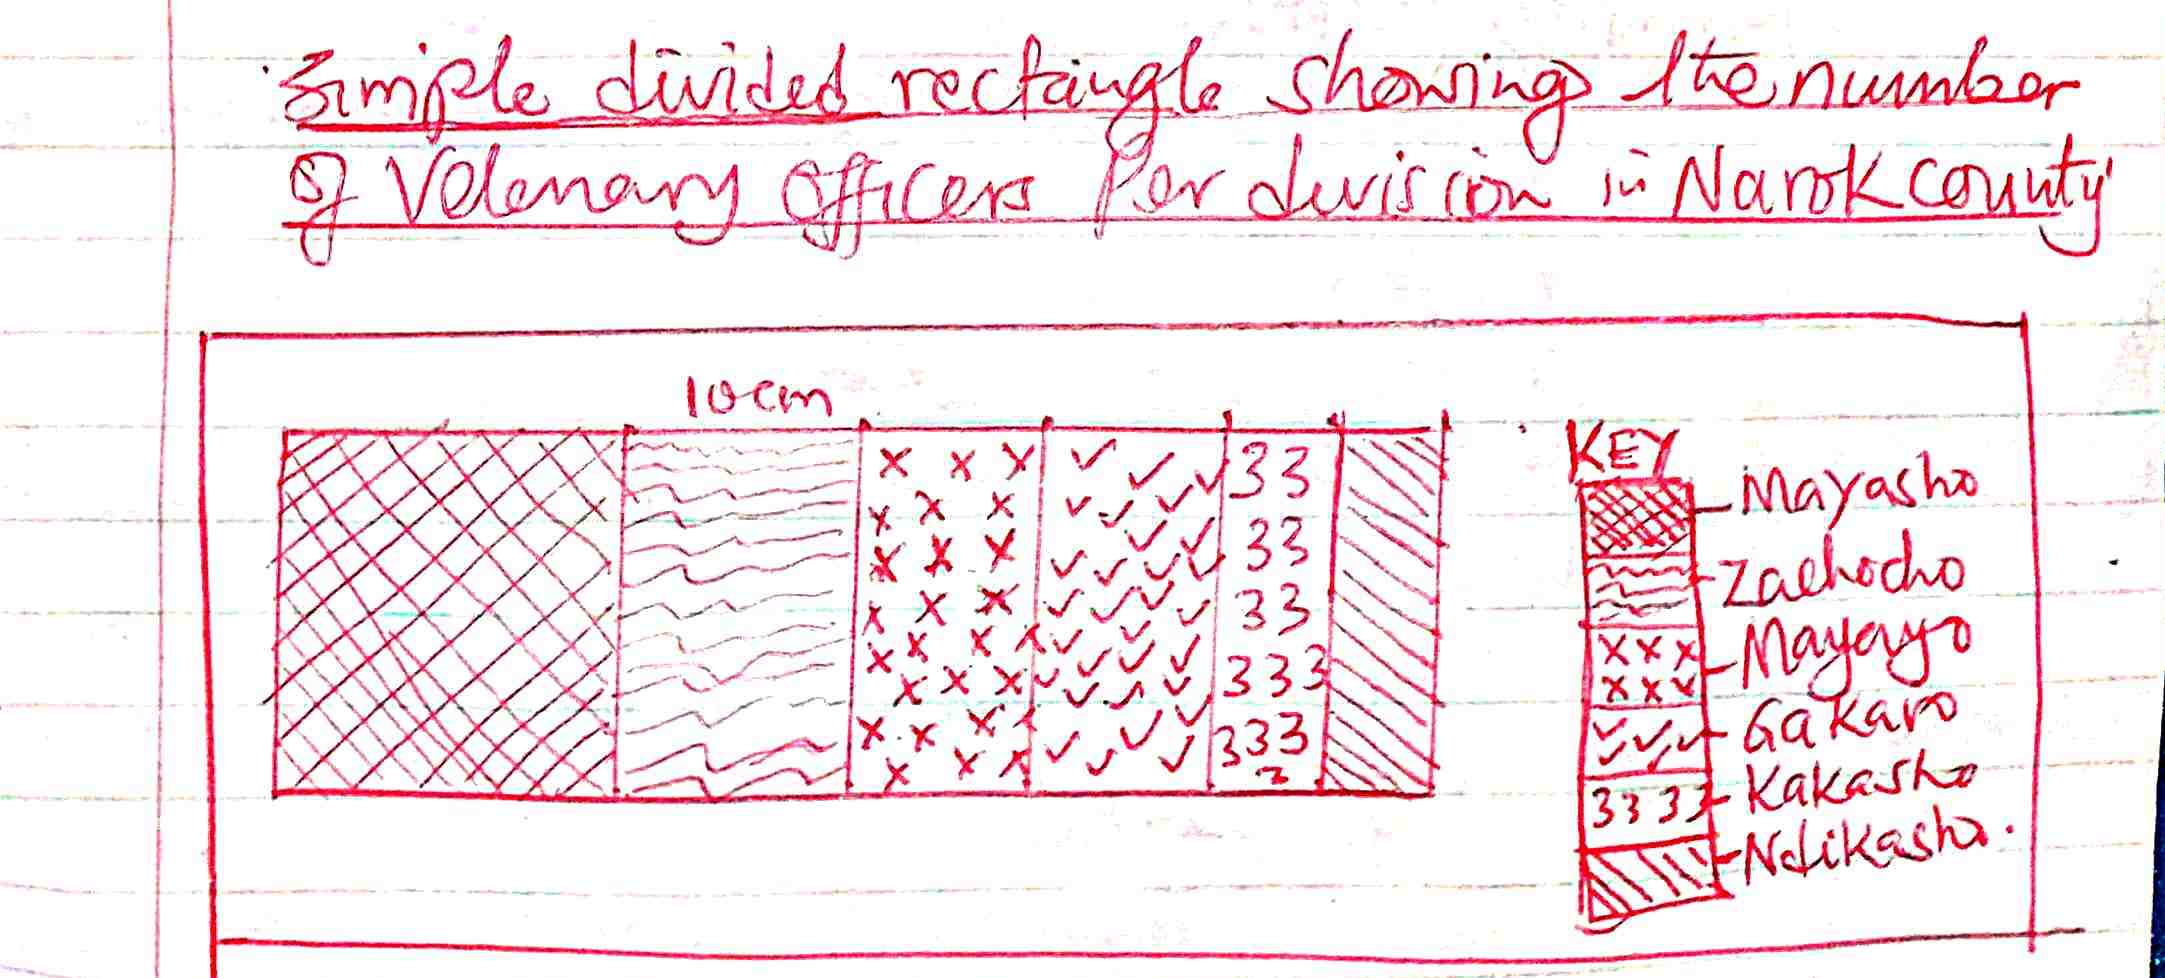 Simple divided rectangle showing the number
of Vetenary officers per division in Narok county
10cm
KEY
Mayasho
Zachocho
Mayayo
Gakaro
Kakasho
Ndikasha.